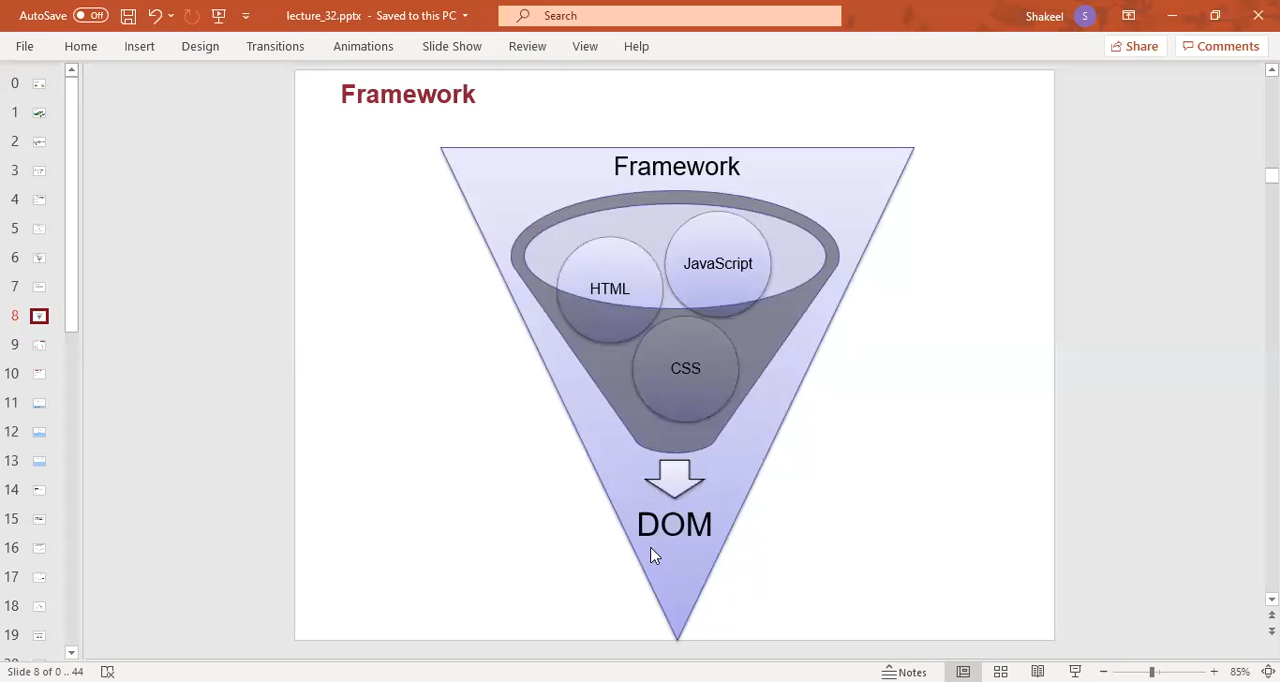 AutoSave Off lecture_32.pptx - Saved to this PC Search Shakeel S
File Home Insert Design Transitions Animations Slide Show Review View Help Share Comments
0
1
2
3
4
5
6
7
8
9
10
11
12
13
14
15
16
17
18
19
Framework
Framework
JavaScript
HTML
CSS
DOM
Slide 8 of 0 .. 44 Notes 85%